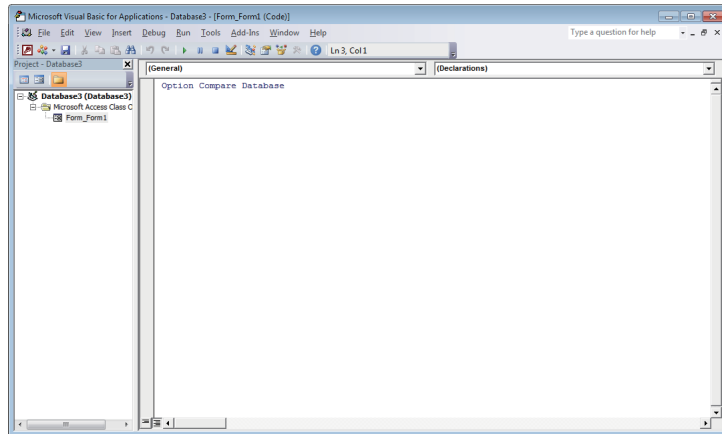 Microsoft Visual Basic for Applications - Database3 - [Form_Form1 (Code)]
File Edit View Insert Debug Run Tools Add-Ins Window Help
Type a question for help
Ln 3, Col 1
Project - Database3
(General)
(Declarations)
Option Compare Database
Database3 (Database3)
Microsoft Access Class O
Form_Form1